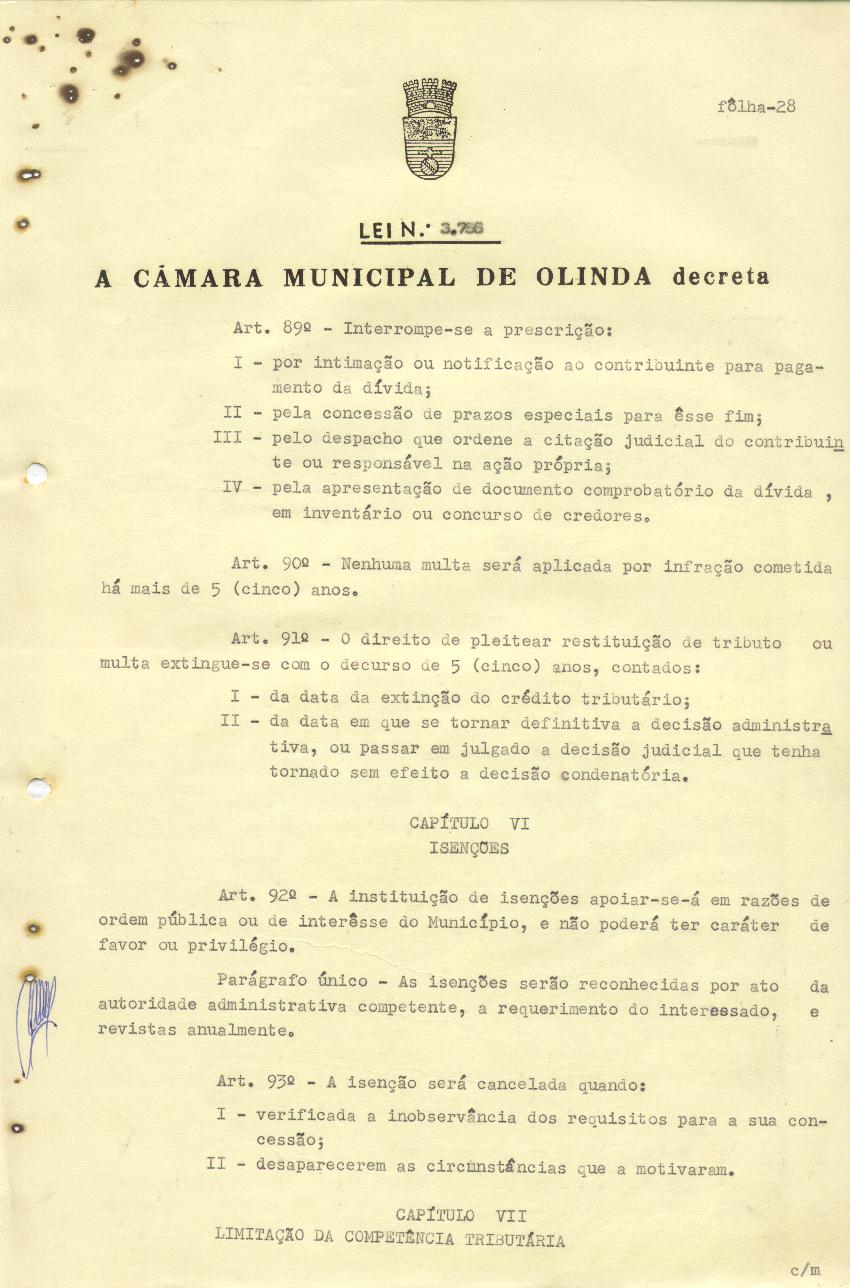 fôlha-28
LEI N.º 3.756
A CÂMARA MUNICIPAL DE OLINDA decreta
Art. 89º - Interrompe-se a prescrição:
I - por intimação ou notificação ao contribuinte para paga-
mento da dívida;
II - pela concessão de prazos especiais para êsse fim;
III - pelo despacho que ordene a citação judicial do contribuin
te ou responsável na ação própria;
IV - pela apresentação de documento comprobatório da dívida ,
em inventário ou concurso de credores.
Art. 90º - Nenhuma multa será aplicada por infração cometida
há mais de 5 (cinco) anos.
Art. 91º - O direito de pleitear restituição de tributo ou
multa extingue-se com o decurso de 5 (cinco) anos, contados:
I - da data da extinção do crédito tributário;
II - da data em que se tornar definitiva a decisão administra
tiva, ou passar em julgado a decisão judicial que tenha
tornado sem efeito a decisão condenatória.
CAPÍTULO VI
ISENÇÕES
Art. 92º - A instituição de isenções apoiar-se-á em razões de
ordem pública ou de interêsse do Município, e não poderá ter caráter de
favor ou privilégio.
Parágrafo único - As isenções serão reconhecidas por ato da
autoridade administrativa competente, a requerimento do interessado, e
revistas anualmente.
Art. 93º - A isenção será cancelada quando:
I - verificada a inobservância dos requisitos para a sua con-
cessão;
II - desaparecerem as circunstâncias que a motivaram.
CAPÍTULO VII
LIMITAÇÃO DA COMPETÊNCIA TRIBUTÁRIA
c/m